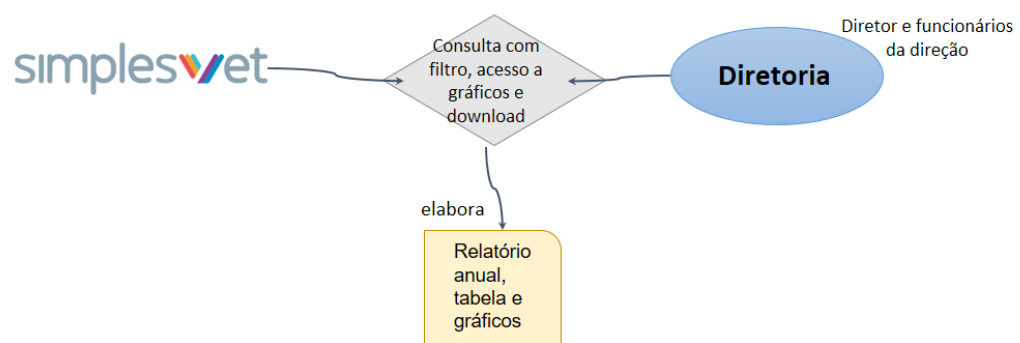 simplesvet
Consulta com
filtro, acesso a
gráficos e
download
Diretoria
Diretor e funcionários
da direção
elabora
Relatório
anual,
tabela e
gráficos